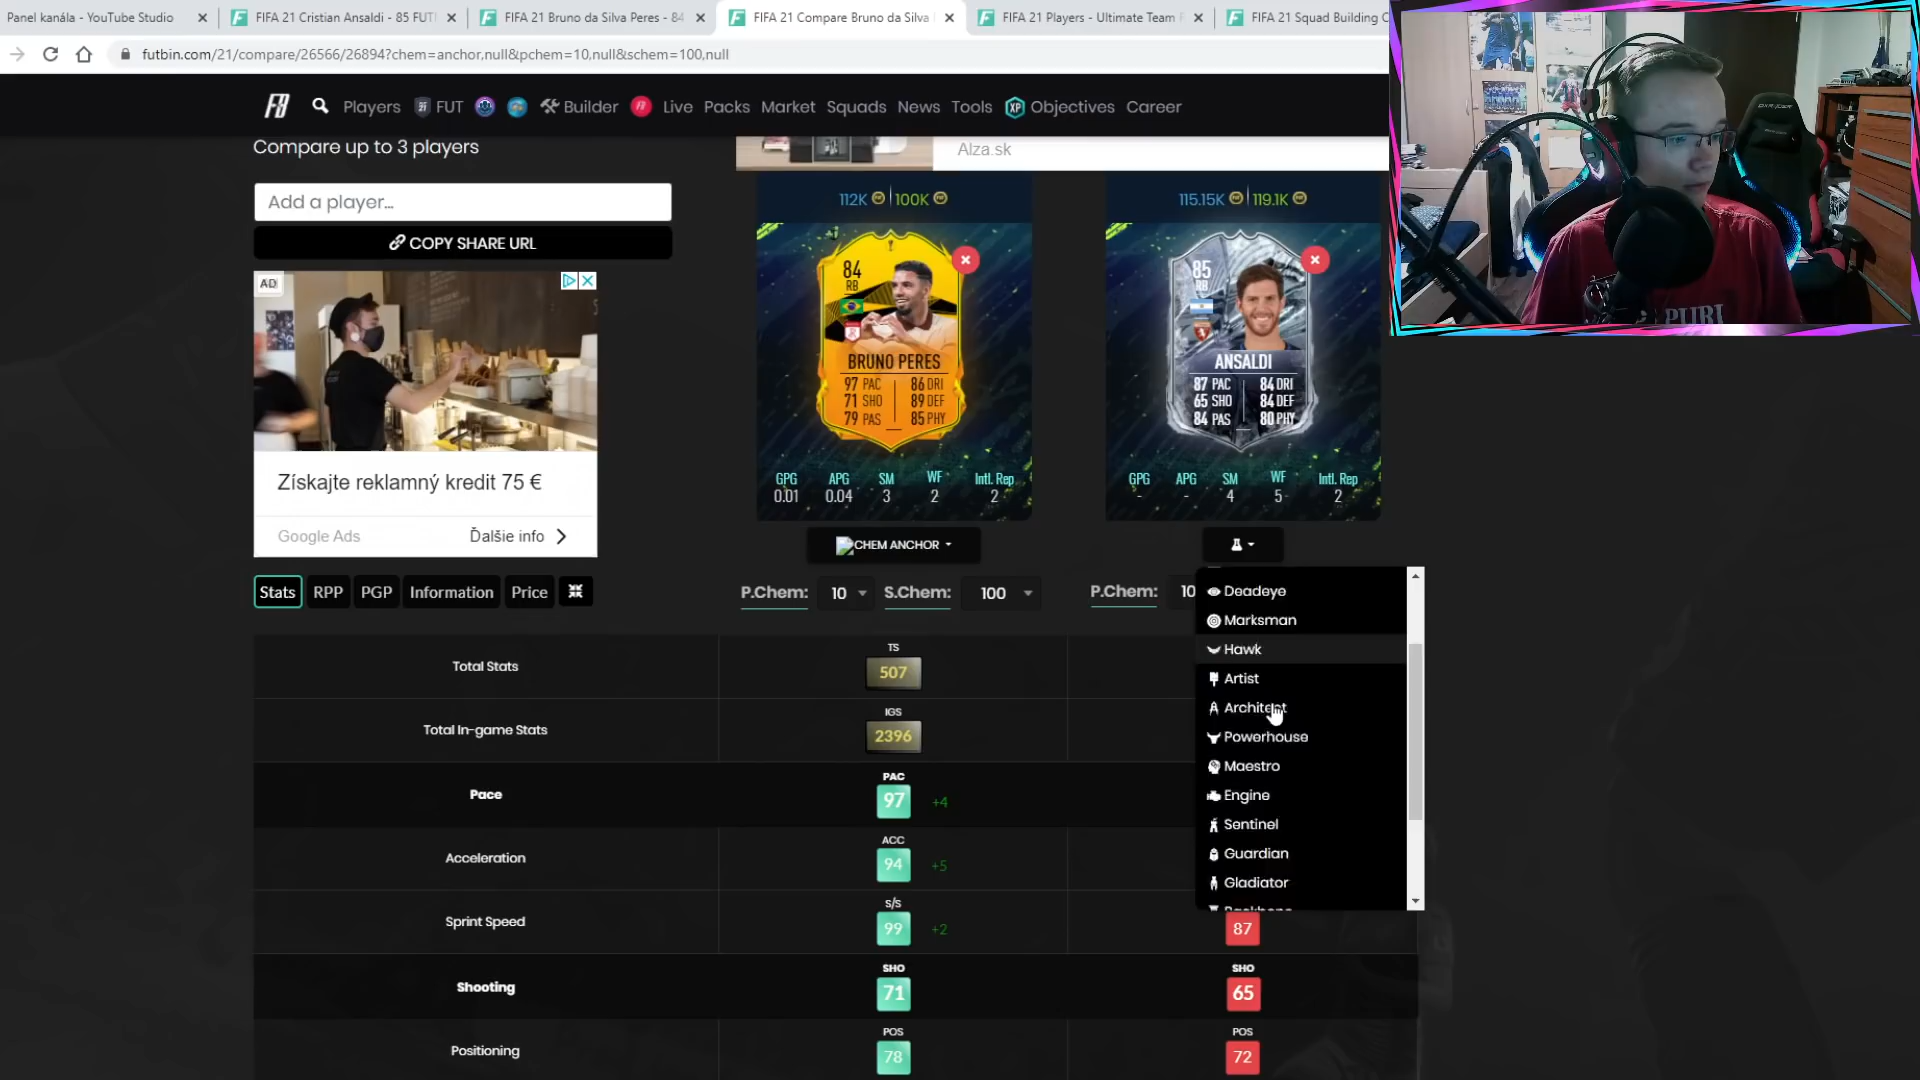 Panel kanála - YouTube Studio
FIFA 21 Cristian Ansaldi - 85 FUT
FIFA 21 Bruno da Silva Peres - 84
FIFA 21 Compare Bruno da Silva
FIFA 21 Players - Ultimate Team
FIFA 21 Squad Building C
futbin.com/21/compare/26566/26894?chem=anchor,null&pchem=10,null&schem=100,null
Players FUT Builder Live Packs Market Squads News Tools XP Objectives Career
Compare up to 3 players
Alza.sk
Add a player...
COPY SHARE URL
112K | 100K
115.15K | 119.1K
AD
84
RB
BRUNO PERES
97 PAC 86 DRI
71 SHO 89 DEF
79 PAS 85 PHY
85
RB
ANSALDI
87 PAC 84 DRI
65 SHO 84 DEF
84 PAS 80 PHY
Získajte reklamný kredit 75 €
Google Ads
Ďalšie info
GPG APG SM WF Intl. Rep
0.01 0.04 3 2 2
GPG APG SM WF Intl. Rep
- - 4 5 2
CHEM ANCHOR
Stats RPP PGP Information Price
P.Chem: 10 S.Chem: 100
P.Chem: 10
Deadeye
Marksman
Hawk
Artist
Architect
Powerhouse
Maestro
Engine
Sentinel
Guardian
Gladiator
Backbone
Total Stats
TS
507
Total In-game Stats
IGS
2396
Pace
PAC
97 +4
Acceleration
ACC
94 +5
Sprint Speed
S/S
99 +2
87
Shooting
SHO
71
SHO
65
Positioning
POS
78
POS
72
PURI